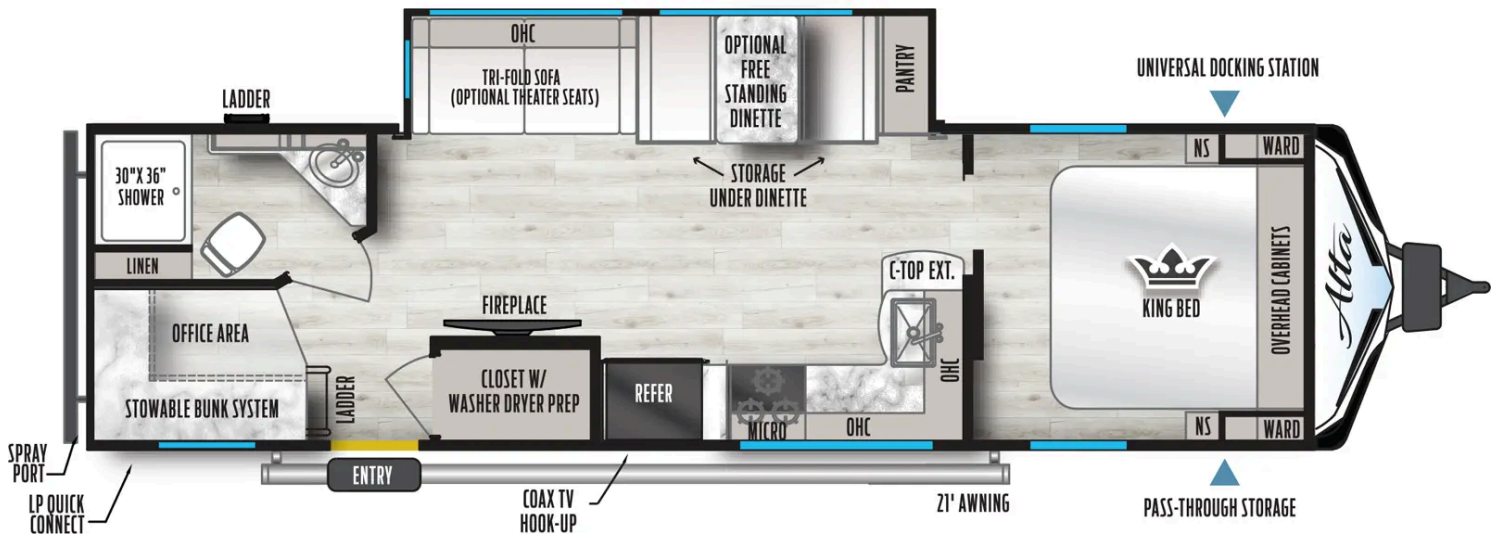 OHC
TRI-FOLD SOFA
(OPTIONAL THEATER SEATS)
OPTIONAL
FREE
STANDING
DINETTE
PANTRY
UNIVERSAL DOCKING STATION
LADDER
30"X 36"
SHOWER
STORAGE
UNDER DINETTE
NS
WARD
LINEN
C-TOP EXT.
KING BED
OVERHEAD CABINETS
Alta
FIREPLACE
OFFICE AREA
STOWABLE BUNK SYSTEM
LADDER
CLOSET W/
WASHER DRYER PREP
REFER
MICRO
OHC
OHC
NS
WARD
SPRAY
PORT
LP QUICK
CONNECT
ENTRY
COAX TV
HOOK-UP
21' AWNING
PASS-THROUGH STORAGE